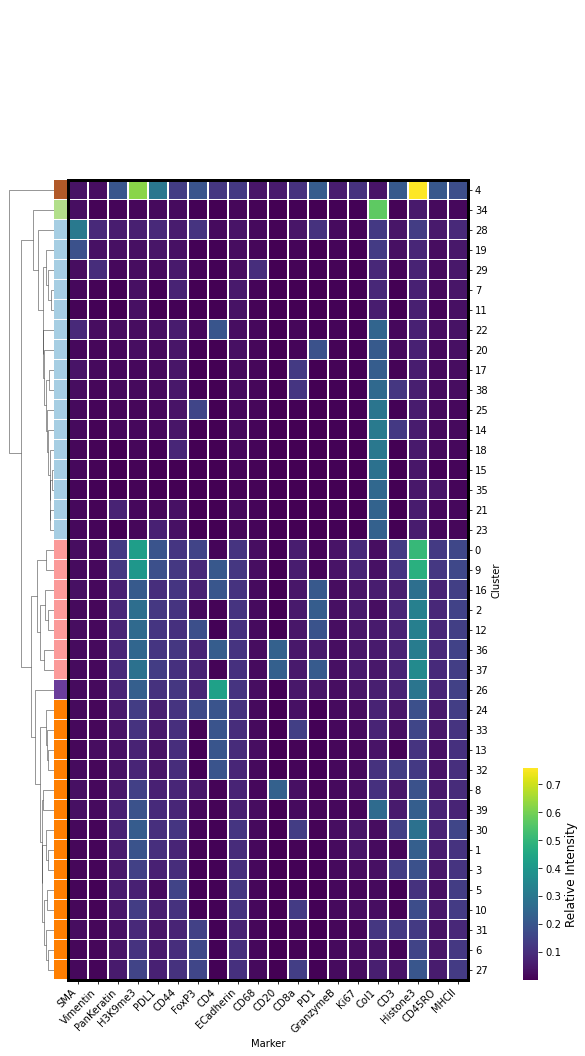 4
34
28
19
29
7
11
22
20
17
38
25
14
18
15
35
21
23
0
9
16
2
12
36
37
26
24
33
13
32
8
39
30
1
3
5
10
31
6
27
Cluster
SMA
Vimentin
PanKeratin
H3K9me3
PDL1
CD44
FoxP3
CD4
ECadherin
CD68
CD20
CD8a
PD1
GranzymeB
Ki67
Col1
CD3
Histone3
CD45RO
MHCII
Marker
0.7
0.6
0.5
0.4
0.3
0.2
0.1
Relative Intensity